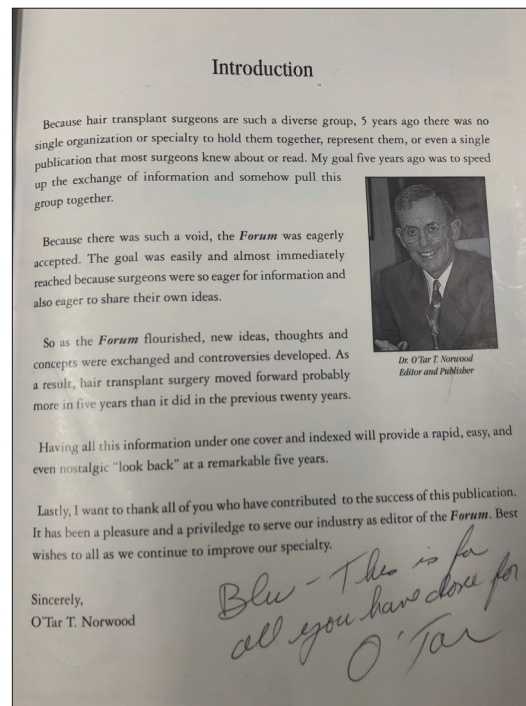 Introduction
Because hair transplant surgeons are such a diverse group, 5 years ago there was no
single organization or specialty to hold them together, represent them, or even a single
publication that most surgeons knew about or read. My goal five years ago was to speed
up the exchange of information and somehow pull this
group together.
Because there was such a void, the Forum was eagerly
accepted. The goal was easily and almost immediately
reached because surgeons were so eager for information and
also eager to share their own ideas.
So as the Forum flourished, new ideas, thoughts and
concepts were exchanged and controversies developed. As
a result, hair transplant surgery moved forward probably
more in five years than it did in the previous twenty years.
Dr. O'Tar T. Norwood
Editor and Publisher
Having all this information under one cover and indexed will provide a rapid, easy, and
even nostalgic "look back" at a remarkable five years.
Lastly, I want to thank all of you who have contributed to the success of this publication.
It has been a pleasure and a priviledge to serve our industry as editor of the Forum. Best
wishes to all as we continue to improve our specialty.
Sincerely,
O'Tar T. Norwood
Blu - This is for
all you have done for
O'Tar